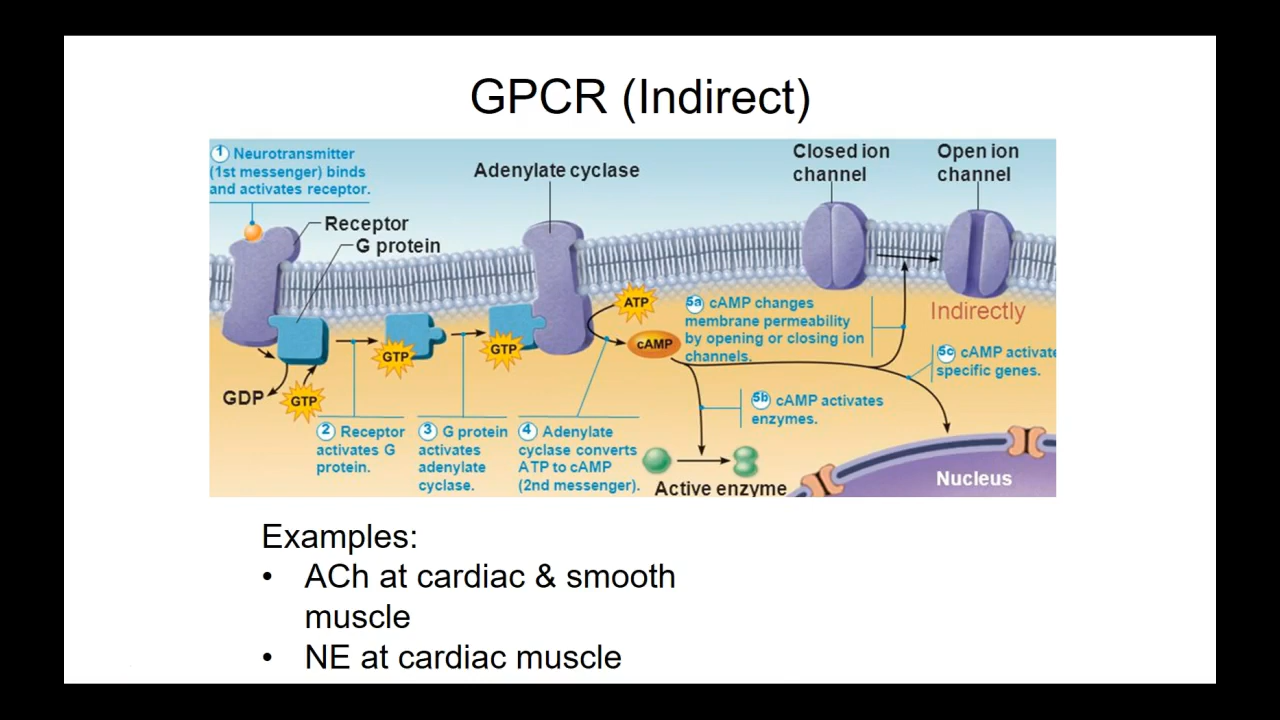 GPCR (Indirect)
1 Neurotransmitter
(1st messenger) binds
and activates receptor.
Receptor
G protein
Adenylate cyclase
Closed ion
channel
Open ion
channel
ATP
cAMP
GTP
GTP
GDP
GTP
5a cAMP changes
membrane permeability
by opening or closing ion
channels.
Indirectly
5c cAMP activate
specific genes.
5b cAMP activates
enzymes.
2 Receptor
activates G
protein.
3 G protein
activates
adenylate
cyclase.
4 Adenylate
cyclase converts
ATP to cAMP
(2nd messenger).
Active enzyme
Nucleus
Examples:
• ACh at cardiac & smooth
muscle
• NE at cardiac muscle